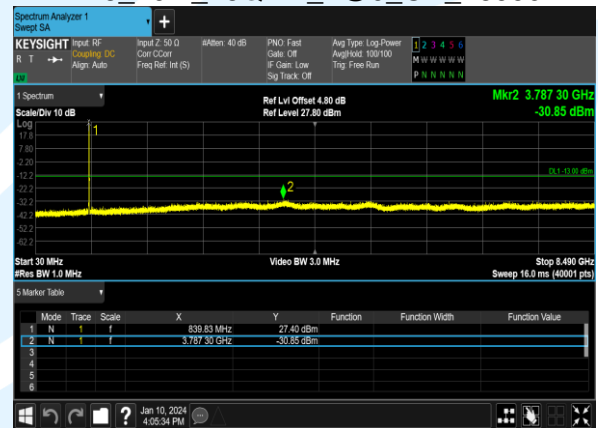 Spectrum Analyzer 1
Swept SA
KEYSIGHT
R T
LXI
Input: RF
Coupling: DC
Align: Auto
Input Z: 50 Ω
Corr CCorr
Freq Ref: Int (S)
#Atten: 40 dB
PNO: Fast
Gate: Off
IF Gain: Low
Sig Track: Off
Avg Type: Log-Power
Avg|Hold: 100/100
Trig: Free Run
1 2 3 4 5 6
M W W W W W
P N N N N N
1 Spectrum
Scale/Div 10 dB
Ref Lvl Offset 4.80 dB
Ref Level 27.80 dBm
Mkr2 3.787 30 GHz
-30.85 dBm
Log
17.8
7.80
-2.20
-12.2
-22.2
-32.2
-42.2
-52.2
-62.2
1
2
DL1 -13.00 dBm
Start 30 MHz
#Res BW 1.0 MHz
Video BW 3.0 MHz
Stop 8.490 GHz
Sweep 16.0 ms (40001 pts)
5 Marker Table
Mode Trace Scale X Y Function Function Width Function Value
1 N 1 f 839.83 MHz 27.40 dBm
2 N 1 f 3.787 30 GHz -30.85 dBm
3
4
5
6
?
Jan 10, 2024
4:05:34 PM